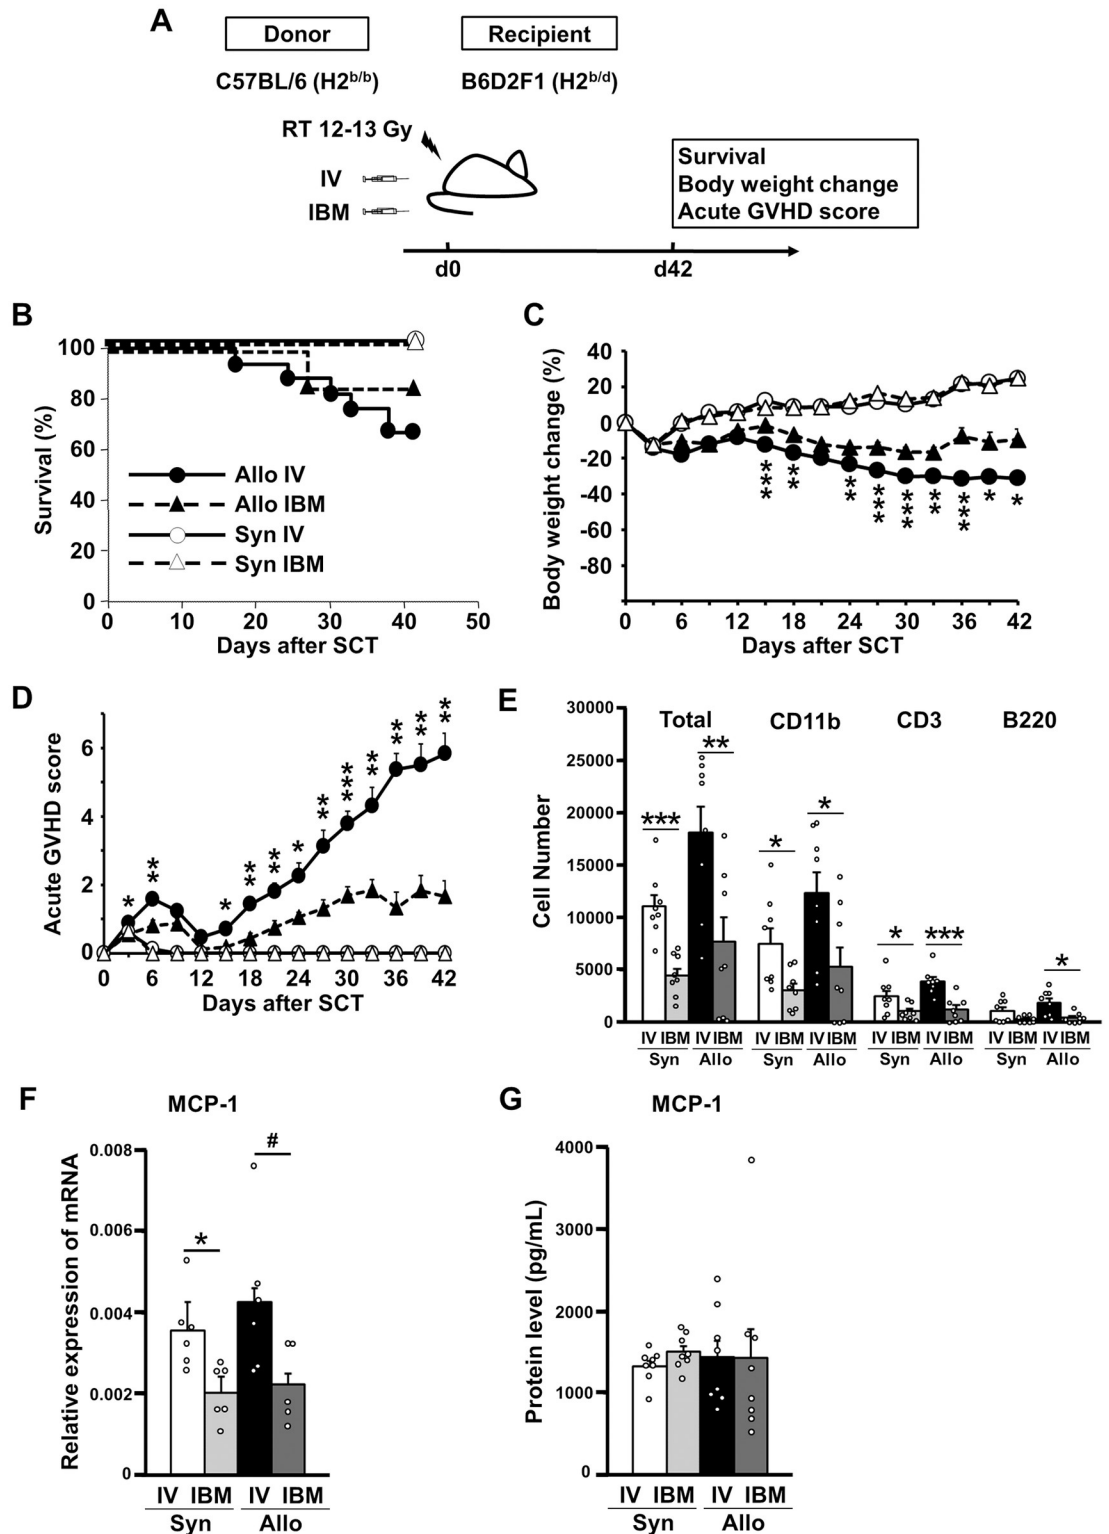 A
Donor
Recipient
C57BL/6 (H2b/b)
B6D2F1 (H2b/d)
RT 12-13 Gy
IV
IBM
Survival
Body weight change
Acute GVHD score
d0
d42
B
Survival (%)
100
80
60
40
20
0
Allo IV
Allo IBM
Syn IV
Syn IBM
0 10 20 30 40 50
Days after SCT
C
Body weight change (%)
40
20
0
-20
-40
-60
-80
*** ** ** *** *** ** *** * *
0 6 12 18 24 30 36 42
Days after SCT
D
Acute GVHD score
6
4
2
0
* ** * ** ** * ** *** ** ** ** **
0 6 12 18 24 30 36 42
Days after SCT
E
Cell Number
30000
25000
20000
15000
10000
5000
0
Total CD11b CD3 B220
*** ** * * * *** *
IV IBM IV IBM IV IBM IV IBM IV IBM IV IBM IV IBM IV IBM
Syn Allo Syn Allo Syn Allo Syn Allo
F
MCP-1
Relative expression of mRNA
0.008
0.006
0.004
0.002
0
* #
IV IBM IV IBM
Syn Allo
G
MCP-1
Protein level (pg/mL)
4000
3000
2000
1000
0
IV IBM IV IBM
Syn Allo